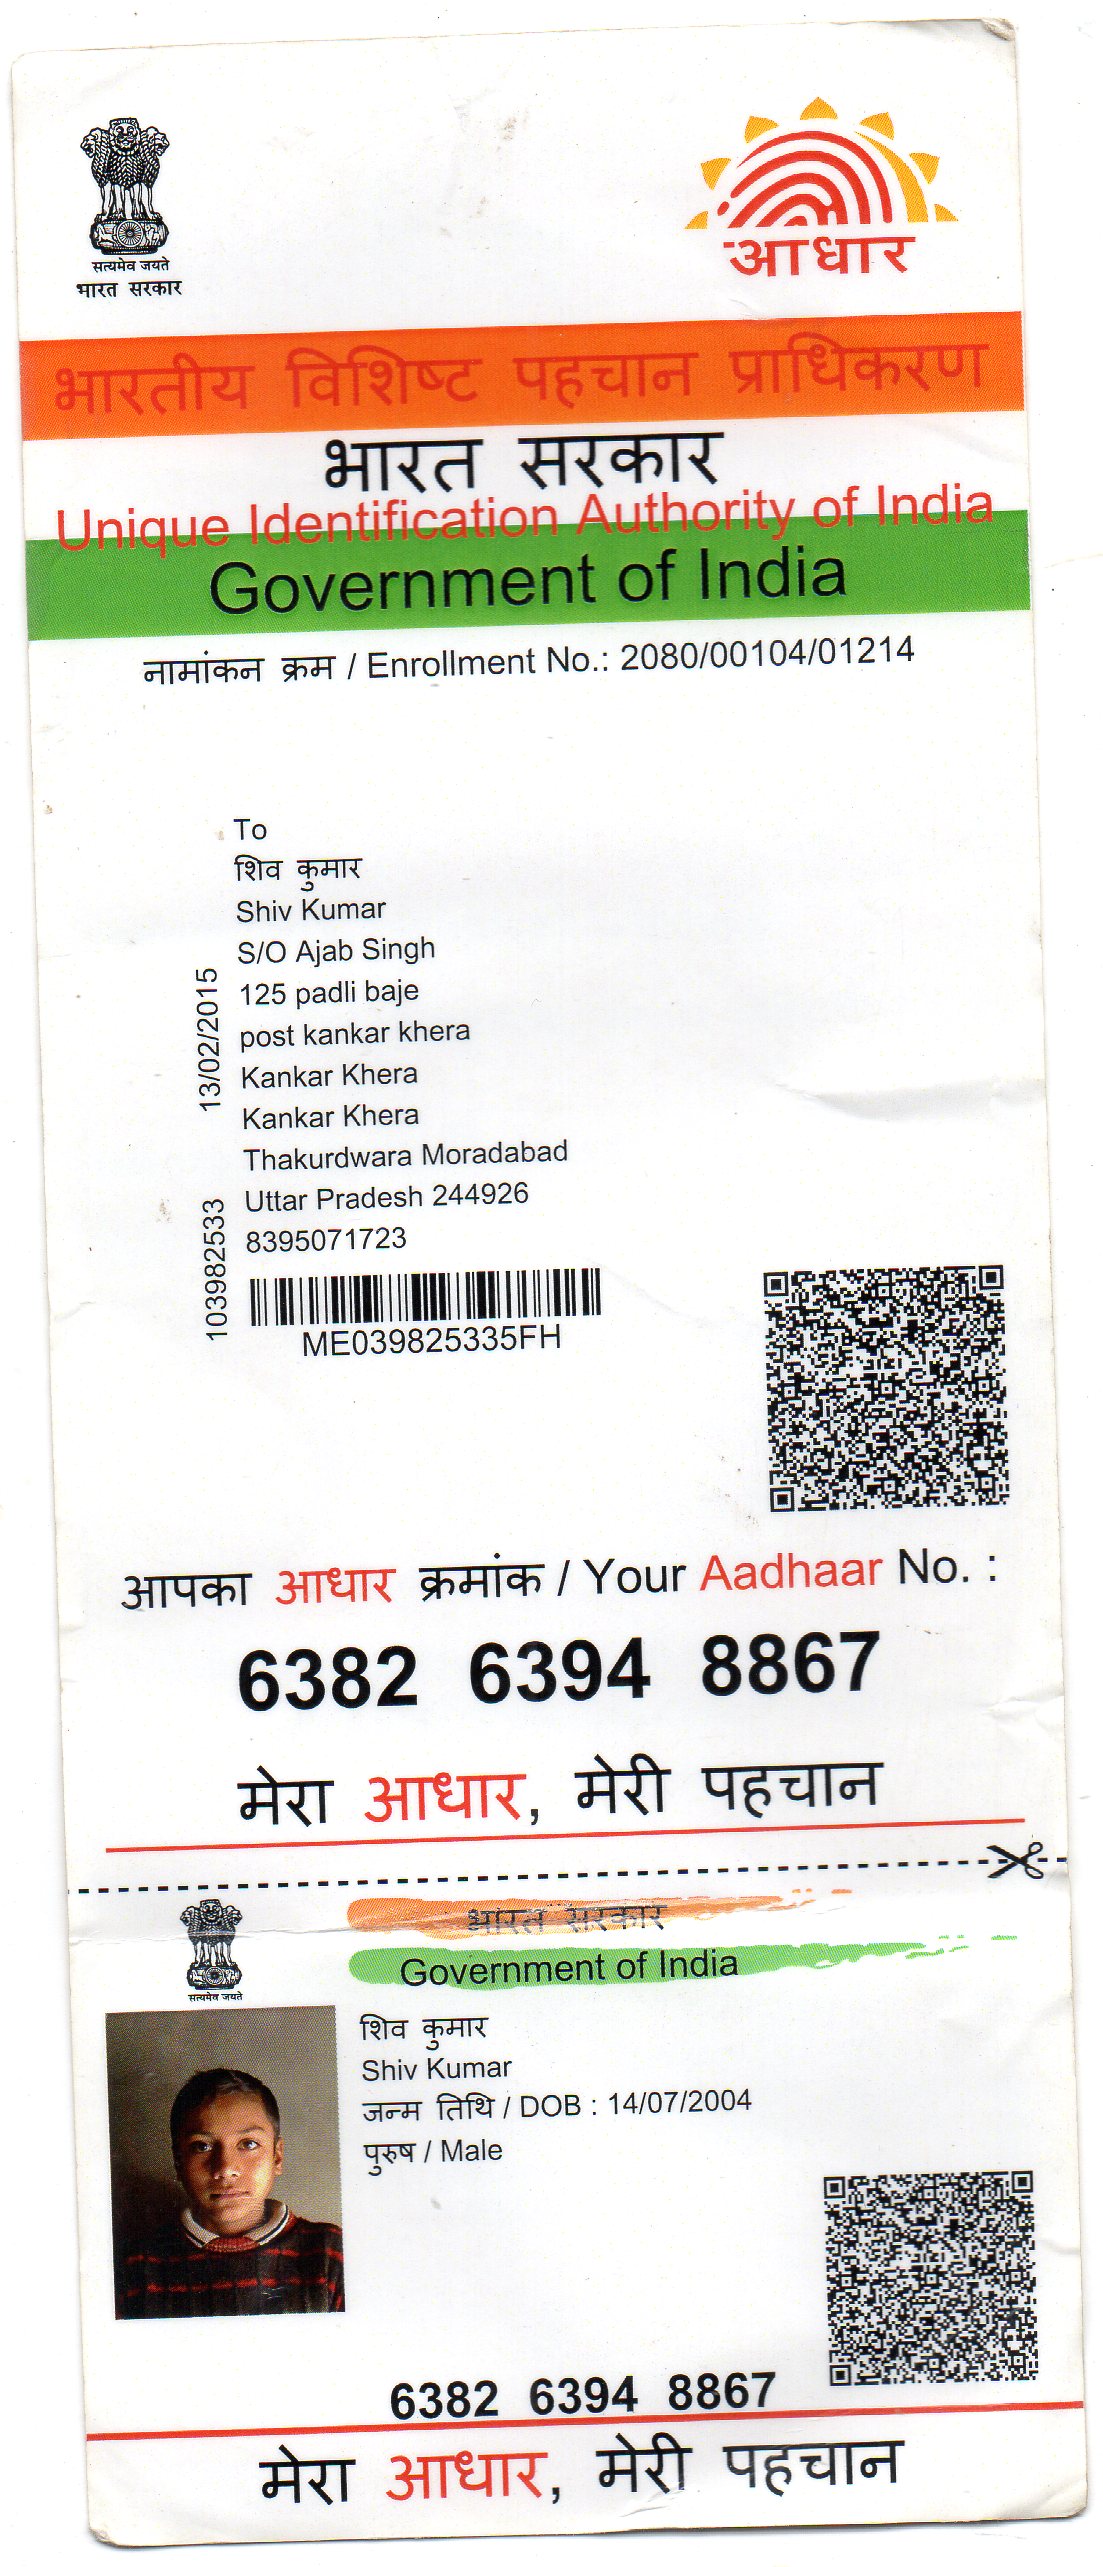 सत्यमेव जयते
भारत सरकार
आधार
भारतीय विशिष्ट पहचान प्राधिकरण
भारत सरकार
Unique Identification Authority of India
Government of India
नामांकन क्रम / Enrollment No.: 2080/00104/01214
To
शिव कुमार
Shiv Kumar
S/O Ajab Singh
125 padli baje
post kankar khera
Kankar Khera
Kankar Khera
Thakurdwara Moradabad
Uttar Pradesh 244926
8395071723
13/02/2015
103982533
ME039825335FH
आपका आधार क्रमांक / Your Aadhaar No. :
6382 6394 8867
मेरा आधार, मेरी पहचान
सत्यमेव जयते
भारत सरकार
Government of India
शिव कुमार
Shiv Kumar
जन्म तिथि / DOB : 14/07/2004
पुरुष / Male
6382 6394 8867
मेरा आधार, मेरी पहचान